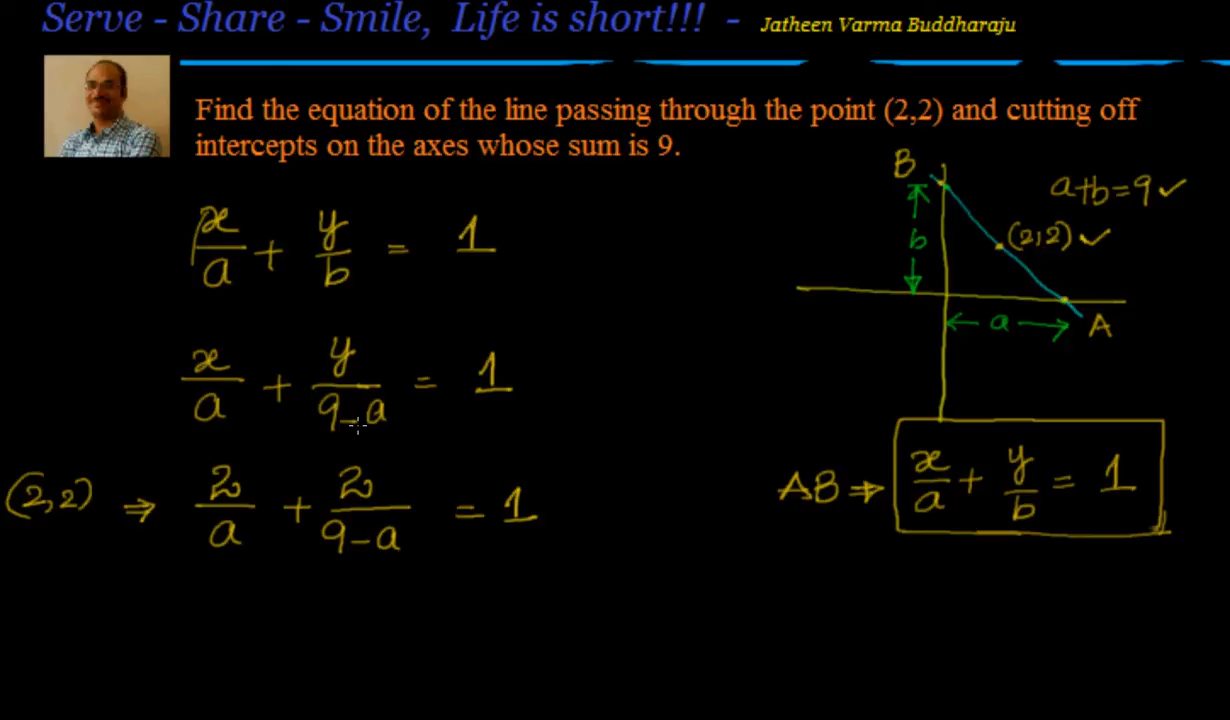 Serve - Share - Smile, Life is short!!! - Jatheen Varma Buddharaju
Find the equation of the line passing through the point (2,2) and cutting off
intercepts on the axes whose sum is 9.
B
a+b=9 ✓
x/a + y/b = 1
b
(2,2) ✓
a
A
x/a + y/(9-a) = 1
AB ⇒ x/a + y/b = 1
(2,2) ⇒ 2/a + 2/(9-a) = 1